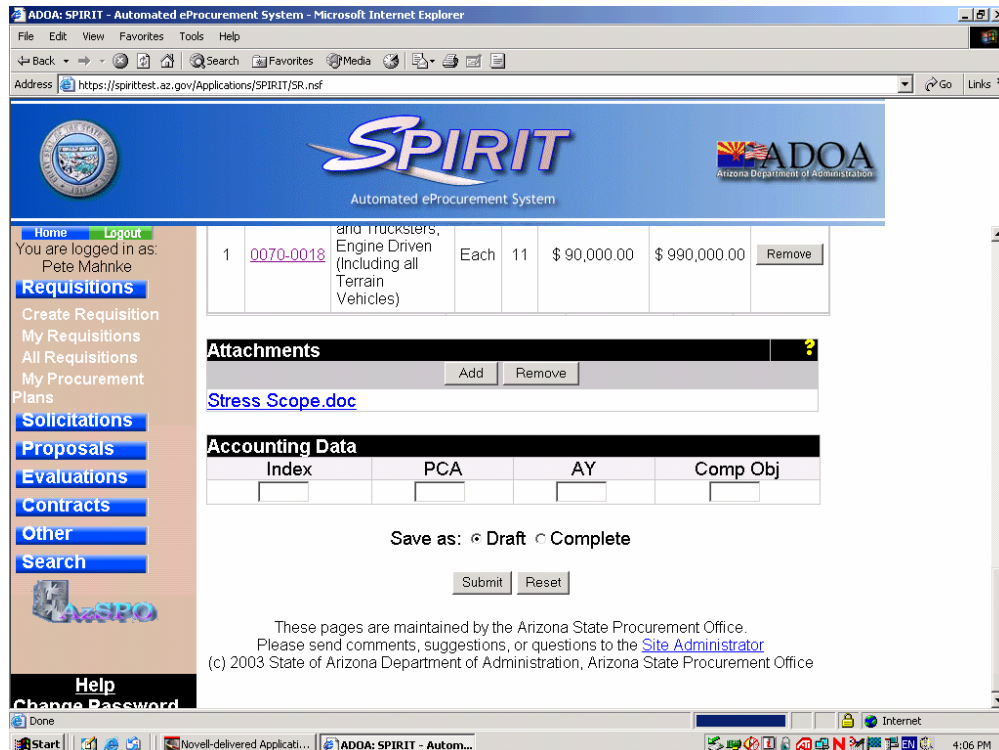 ADOA: SPIRIT - Automated eProcurement System - Microsoft Internet Explorer
File Edit View Favorites Tools Help
Back Search Favorites Media
Address https://spirittest.az.gov/Applications/SPIRIT/SR.nsf Go Links
SPIRIT
Automated eProcurement System
ADOA
Arizona Department of Administration
Home Logout
You are logged in as:
Pete Mahnke
Requisitions
Create Requisition
My Requisitions
All Requisitions
My Procurement
Plans
Solicitations
Proposals
Evaluations
Contracts
Other
Search
AzSPO
Help
Change Password
and Trucksters,
Engine Driven
(Including all
Terrain
Vehicles)
1 0070-0018 Each 11 $ 90,000.00 $ 990,000.00 Remove
Attachments ?
Add Remove
Stress Scope.doc
Accounting Data
Index PCA AY Comp Obj
Save as: Draft Complete
Submit Reset
These pages are maintained by the Arizona State Procurement Office.
Please send comments, suggestions, or questions to the Site Administrator
(c) 2003 State of Arizona Department of Administration, Arizona State Procurement Office
Done Internet
Start Novell-delivered Applicati... ADOA: SPIRIT - Autom... EN 4:06 PM